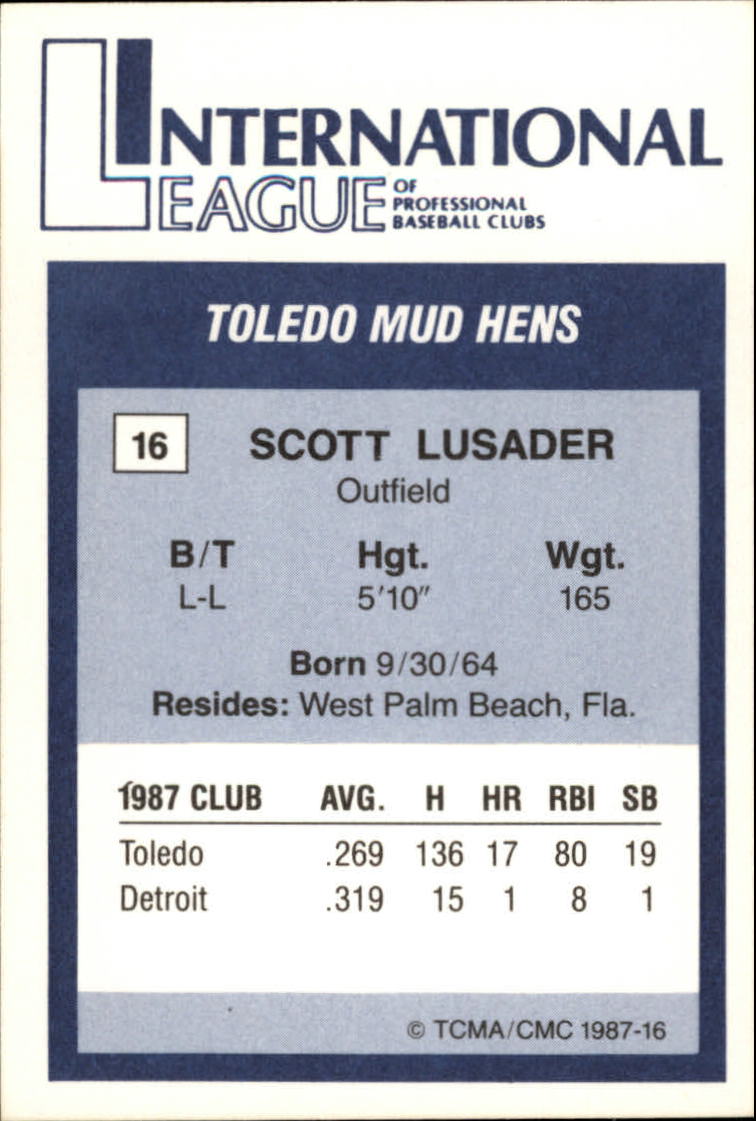 INTERNATIONAL
LEAGUE OF
PROFESSIONAL
BASEBALL CLUBS
TOLEDO MUD HENS
16 SCOTT LUSADER
Outfield
B/T Hgt. Wgt.
L-L 5'10" 165
Born 9/30/64
Resides: West Palm Beach, Fla.
1987 CLUB AVG. H HR RBI SB
Toledo .269 136 17 80 19
Detroit .319 15 1 8 1
© TCMA/CMC 1987-16